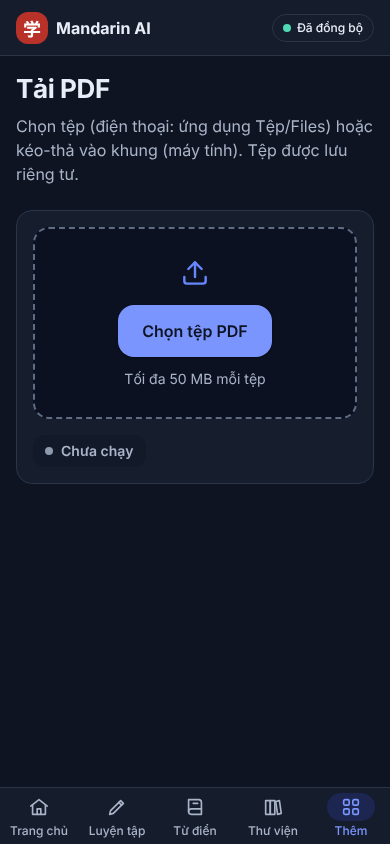 学 Mandarin AI
Đã đồng bộ
Tải PDF
Chọn tệp (điện thoại: ứng dụng Tệp/Files) hoặc
kéo-thả vào khung (máy tính). Tệp được lưu
riêng tư.
Chọn tệp PDF
Tối đa 50 MB mỗi tệp
Chưa chạy
Trang chủ
Luyện tập
Từ điển
Thư viện
Thêm